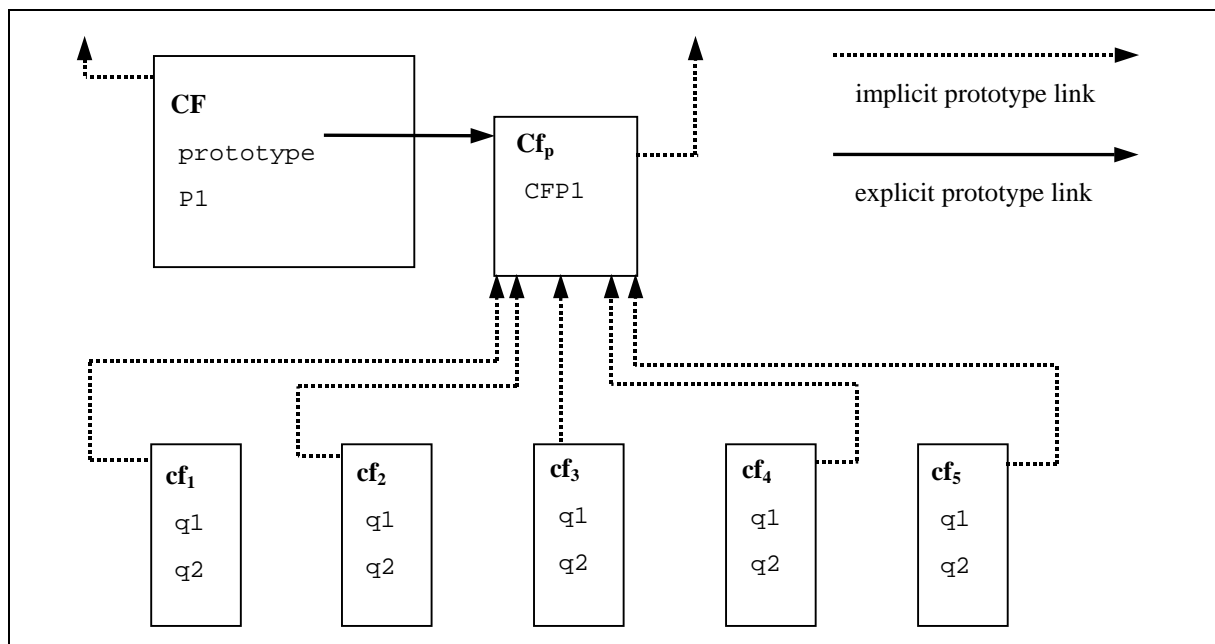 CF
prototype
P1
Cfp
CFP1
implicit prototype link
explicit prototype link
cf1
q1
q2
cf2
q1
q2
cf3
q1
q2
cf4
q1
q2
cf5
q1
q2